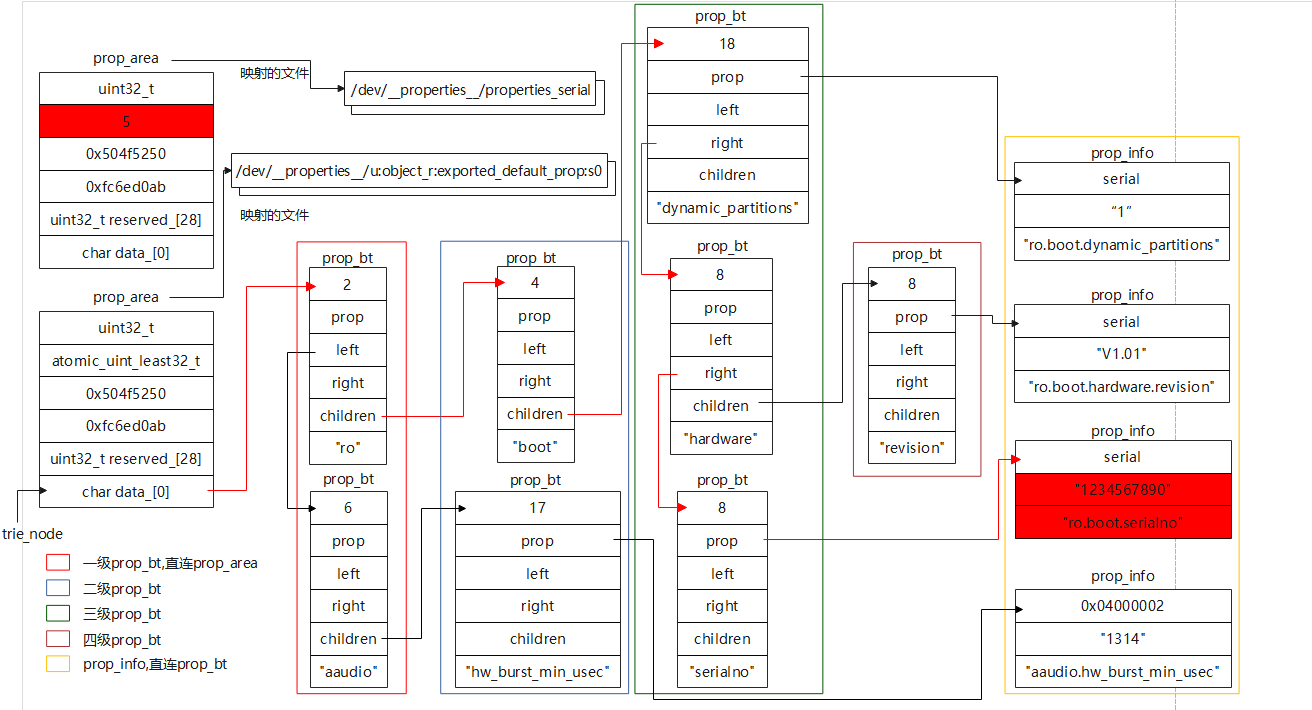 prop_area
uint32_t
5
0x504f5250
0xfc6ed0ab
uint32_t reserved_[28]
char data_[0]
映射的文件
/dev/__properties__/properties_serial
/dev/__properties__/u:object_r:exported_default_prop:s0
映射的文件
prop_area
uint32_t
atomic_uint_least32_t
0x504f5250
0xfc6ed0ab
uint32_t reserved_[28]
char data_[0]
trie_node
一级prop_bt,直连prop_area
二级prop_bt
三级prop_bt
四级prop_bt
prop_info,直连prop_bt
prop_bt
2
prop
left
right
children
"ro"
prop_bt
6
prop
left
right
children
"aaudio"
prop_bt
4
prop
left
right
children
"boot"
prop_bt
17
prop
left
right
children
"hw_burst_min_usec"
prop_bt
18
prop
left
right
children
"dynamic_partitions"
prop_bt
8
prop
left
right
children
"hardware"
prop_bt
8
prop
left
right
children
"serialno"
prop_bt
8
prop
left
right
children
"revision"
prop_info
serial
“1”
"ro.boot.dynamic_partitions"
prop_info
serial
"V1.01"
"ro.boot.hardware.revision"
prop_info
serial
"1234567890"
"ro.boot.serialno"
prop_info
0x04000002
"1314"
"aaudio.hw_burst_min_usec"